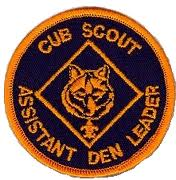 CUB SCOUT
ASSISTANT DEN LEADER